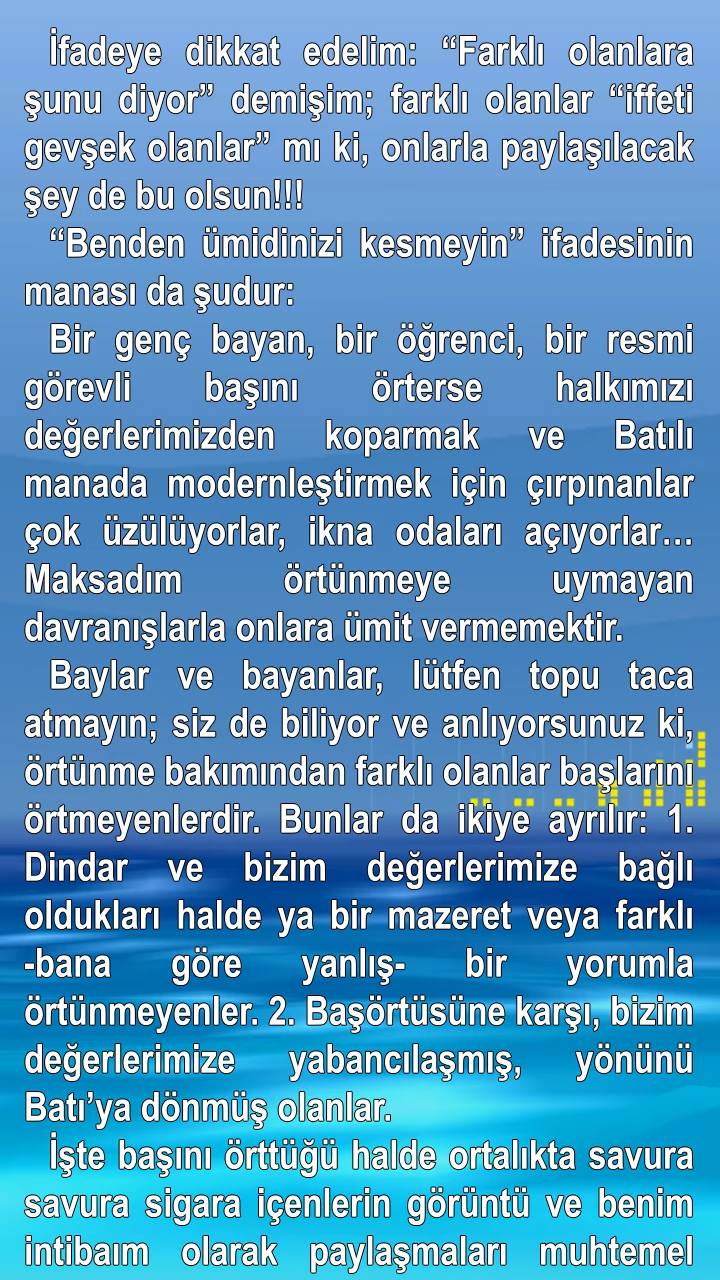 İfadeye dikkat edelim: “Farklı olanlara
şunu diyor” demişim; farklı olanlar “iffeti
gevşek olanlar” mı ki, onlarla paylaşılacak
şey de bu olsun!!!
“Benden ümidinizi kesmeyin” ifadesinin
manası da şudur:
Bir genç bayan, bir öğrenci, bir resmi
görevli başını örterse halkımızı
değerlerimizden koparmak ve Batılı
manada modernleştirmek için çırpınanlar
çok üzülüyorlar, ikna odaları açıyorlar…
Maksadım örtünmeye uymayan
davranışlarla onlara ümit vermemektir.
Baylar ve bayanlar, lütfen topu taca
atmayın; siz de biliyor ve anlıyorsunuz ki,
örtünme bakımından farklı olanlar başlarını
örtmeyenlerdir. Bunlar da ikiye ayrılır: 1.
Dindar ve bizim değerlerimize bağlı
oldukları halde ya bir mazeret veya farklı
-bana göre yanlış- bir yorumla
örtünmeyenler. 2. Başörtüsüne karşı, bizim
değerlerimize yabancılaşmış, yönünü
Batı’ya dönmüş olanlar.
İşte başını örttüğü halde ortalıkta savura
savura sigara içenlerin görüntü ve benim
intibaım olarak paylaşmaları muhtemel